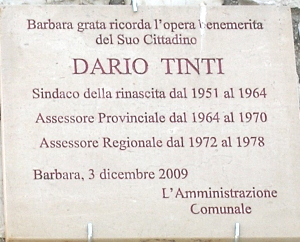 Barbara grata ricorda l'opera benemerita
del Suo Cittadino
DARIO TINTI
Sindaco della rinascita dal 1951 al 1964
Assessore Provinciale dal 1964 al 1970
Assessore Regionale dal 1972 al 1978
Barbara, 3 dicembre 2009
L'Amministrazione
Comunale